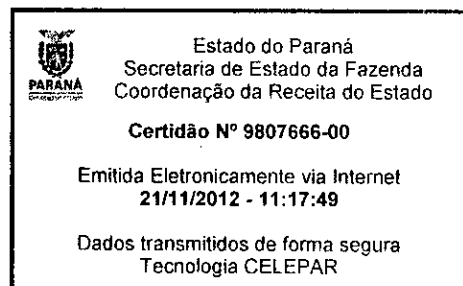 Estado do Paraná
Secretaria de Estado da Fazenda
Coordenação da Receita do Estado
PARANÁ
Certidão Nº 9807666-00
Emitida Eletronicamente via Internet
21/11/2012 - 11:17:49
Dados transmitidos de forma segura
Tecnologia CELEPAR